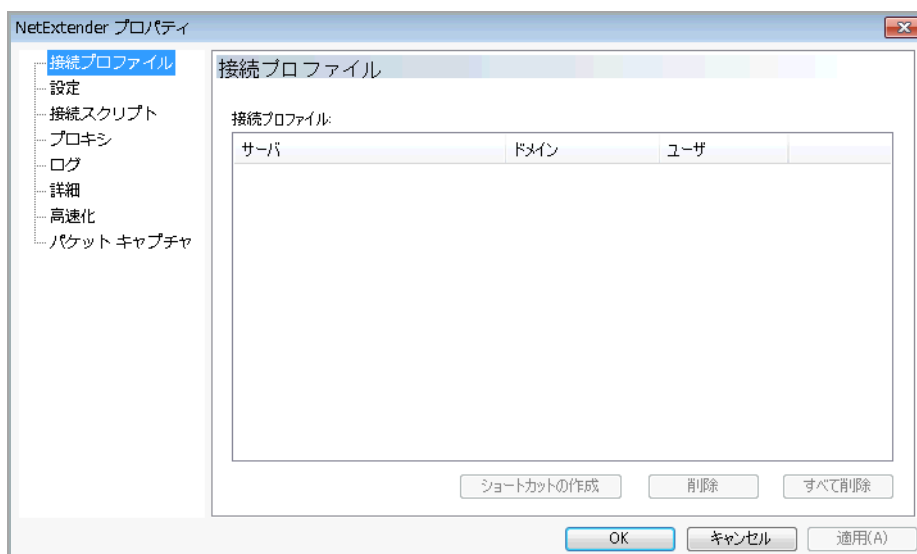 NetExtender プロパティ
接続プロファイル
設定
接続スクリプト
プロキシ
ログ
詳細
高速化
パケット キャプチャ
接続プロファイル
接続プロファイル:
サーバ ドメイン ユーザ
ショートカットの作成 削除 すべて削除
OK キャンセル 適用(A)